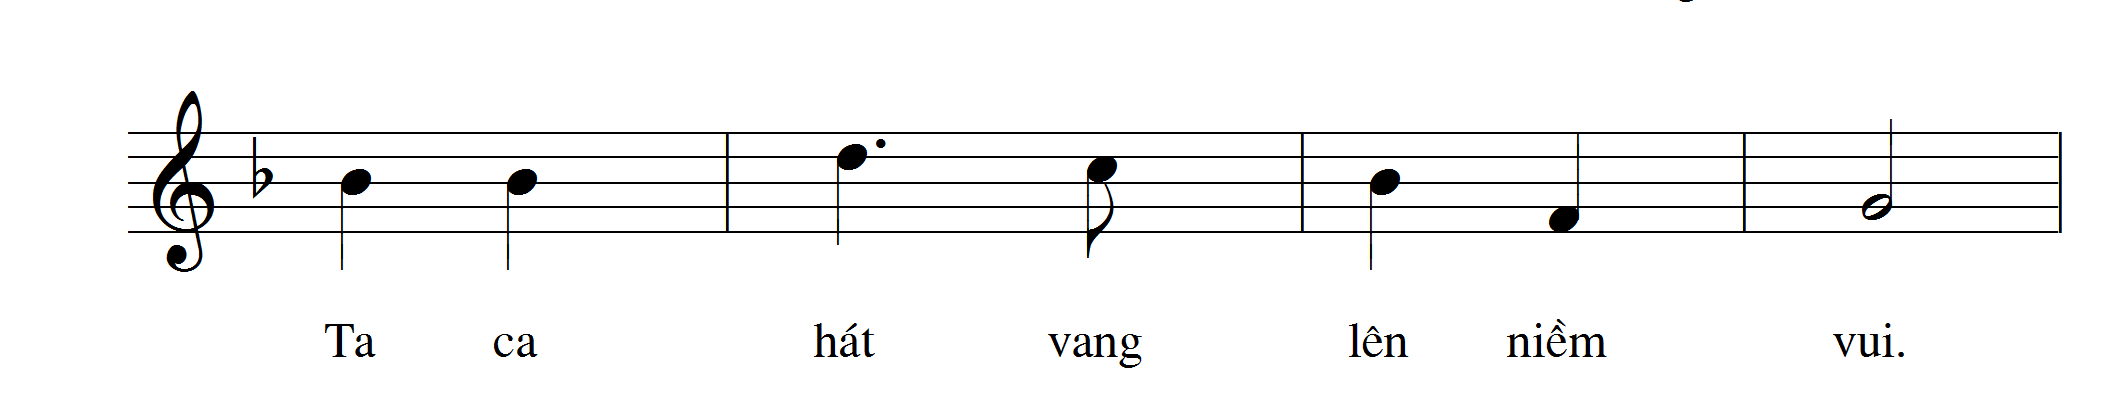 Ta ca hát vang lên niềm vui.